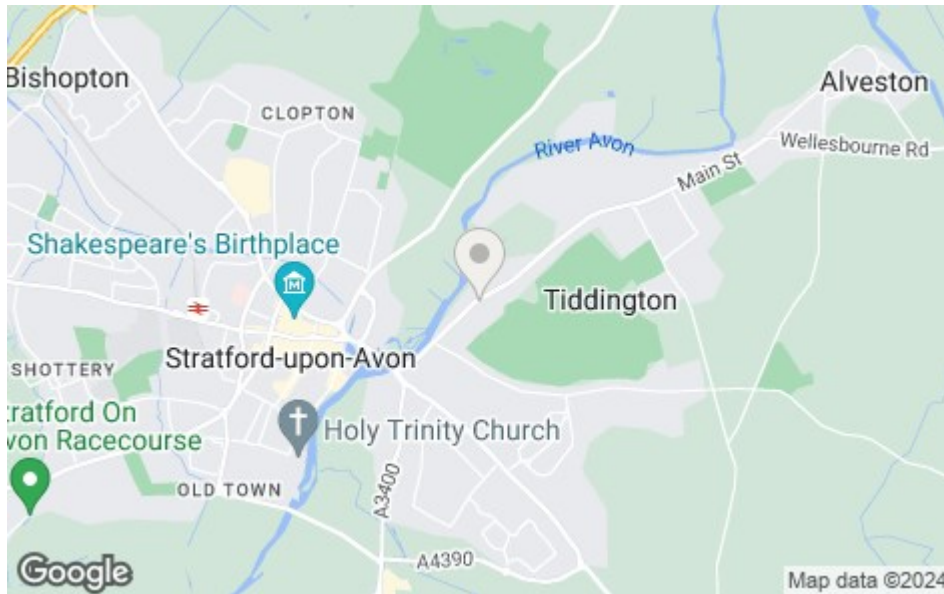 Bishopton
CLOPTON
Alveston
River Avon
Wellesbourne Rd
Main St
Shakespeare's Birthplace
Tiddington
Stratford-upon-Avon
SHOTTERY
tratford On
von Racecourse
Holy Trinity Church
OLD TOWN
A3400
A4390
Google
Map data ©2024